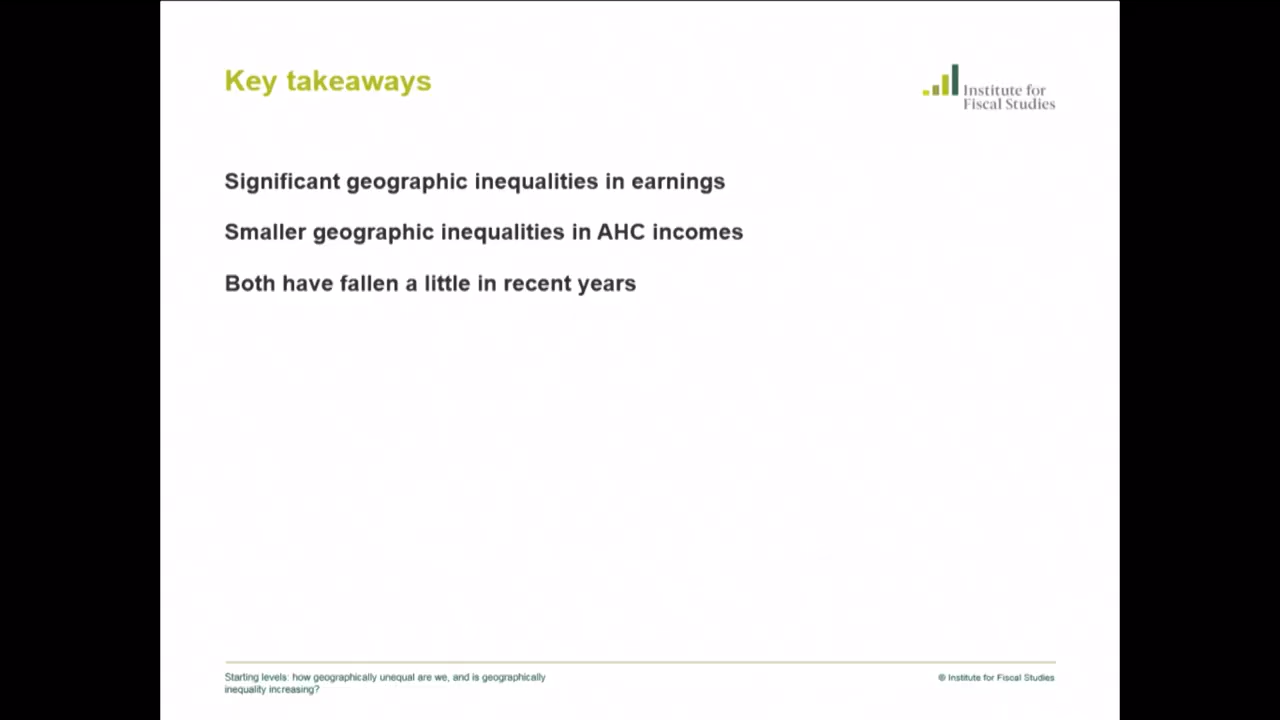 Key takeaways
Institute for
Fiscal Studies
Significant geographic inequalities in earnings
Smaller geographic inequalities in AHC incomes
Both have fallen a little in recent years
Starting levels: how geographically unequal are we, and is geographically
inequality increasing?
© Institute for Fiscal Studies